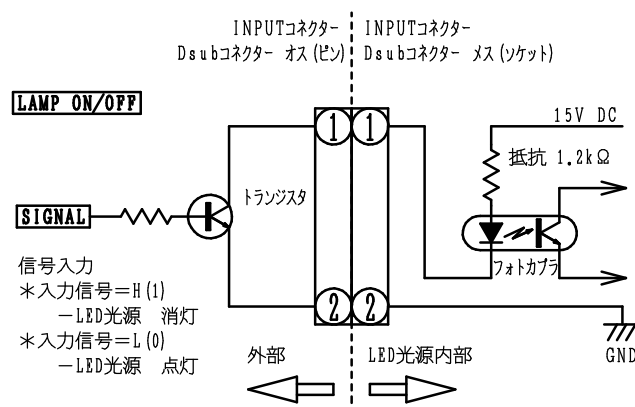 INPUTコネクター
Dsubコネクター オス(ピン)
INPUTコネクター
Dsubコネクター メス(ソケット)
LAMP ON/OFF
15V DC
① ①
抵抗 1.2kΩ
トランジスタ
SIGNAL
フォトカプラ
信号入力
*入力信号=H(1)
ーLED光源 消灯
*入力信号=L(0)
ーLED光源 点灯
② ②
外部
LED光源内部
GND